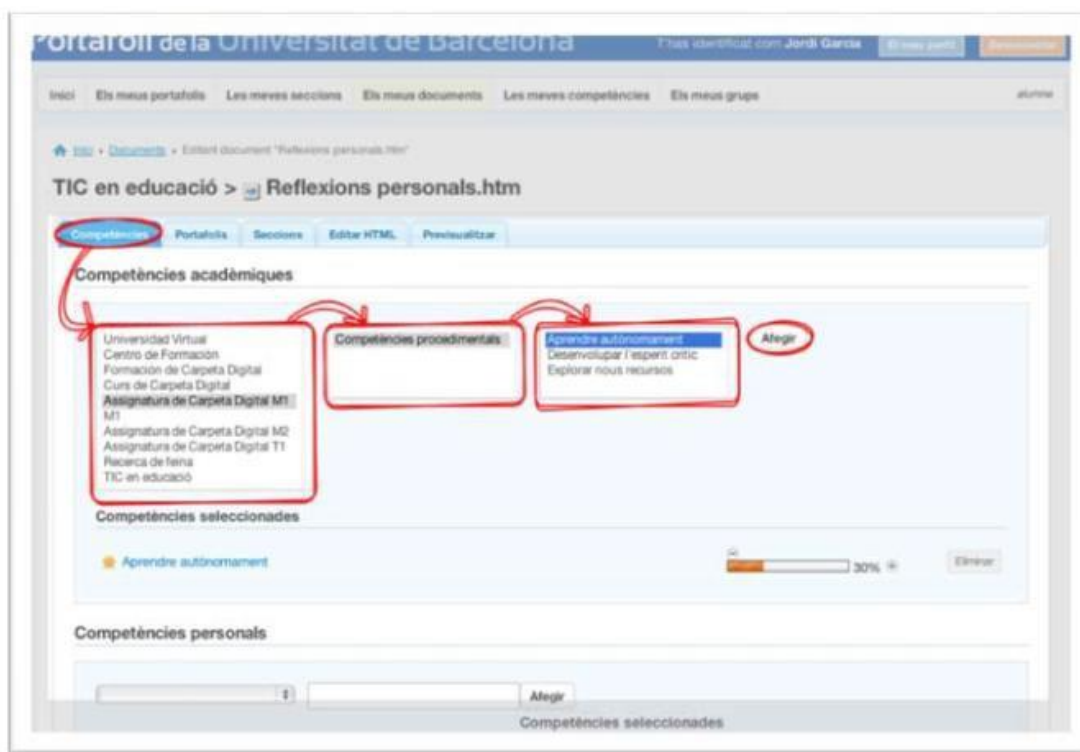 Portafoli de la Universitat de Barcelona
T'has identificat com Jordi Garcia
El meu perfil
Desconnectar
Inici Els meus portafolis Les meves seccions Els meus documents Les meves competències Els meus grups
alumne
Inici › Documents › Editant document "Reflexions personals.htm"
TIC en educació > Reflexions personals.htm
Competències Portafolis Seccions Editar HTML Previsualitzar
Competències acadèmiques
Universidad Virtual
Centro de Formación
Formación de Carpeta Digital
Curs de Carpeta Digital
Assignatura de Carpeta Digital M1
M1
Assignatura de Carpeta Digital M2
Assignatura de Carpeta Digital T1
Recerca de feina
TIC en educació
Competències procedimentals
Aprendre autònomament
Desenvolupar l'esperit crític
Explorar nous recursos
Afegir
Competències seleccionades
Aprendre autònomament
30%
Eliminar
Competències personals
Afegir
Competències seleccionades